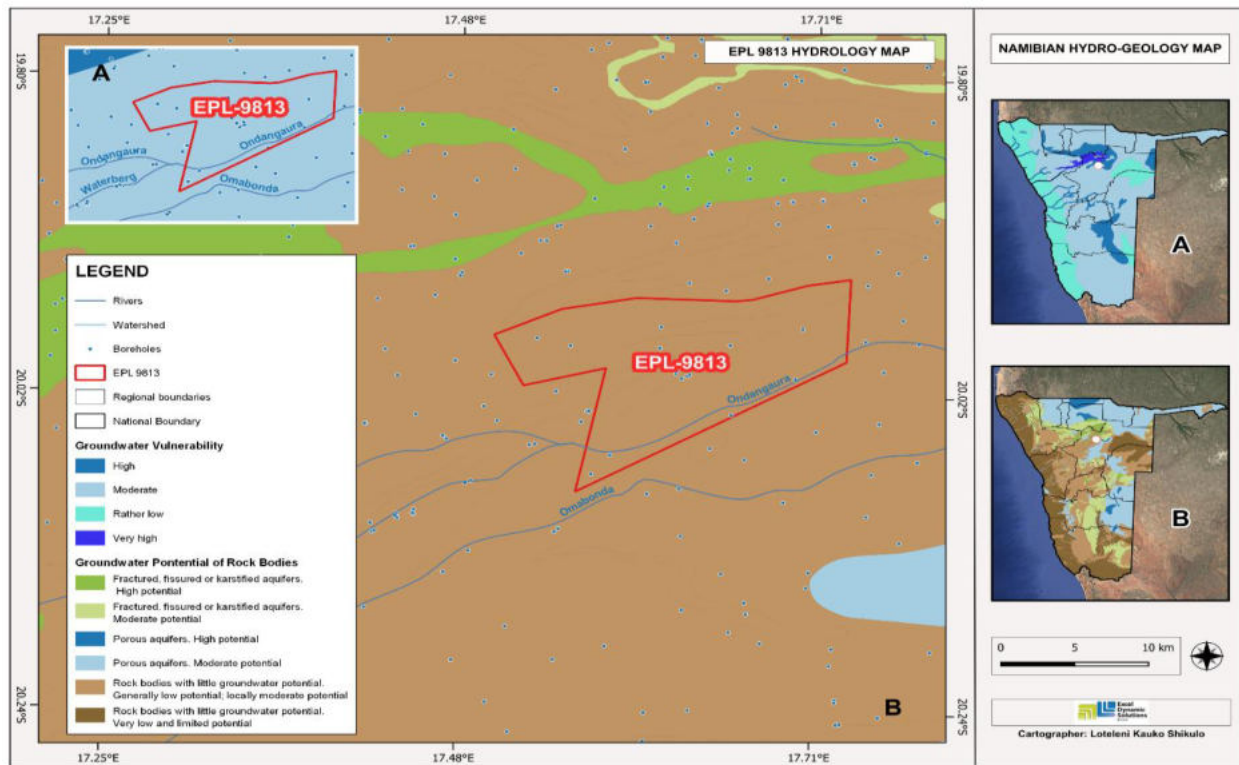 17.25°E
17.48°E
17.71°E
19.80°S
20.02°S
20.24°S
A
EPL-9813
Ondangaura
Ondangaura
Waterberg
Omabonda
EPL 9813 HYDROLOGY MAP
EPL-9813
Ondangaura
Omabonda
B
LEGEND
Rivers
Watershed
Boreholes
EPL 9813
Regional boundaries
National Boundary
Groundwater Vulnerability
High
Moderate
Rather low
Very high
Groundwater Pontential of Rock Bodies
Fractured, fissured or karstified aquifers.
High potential
Fractured, fissured or karstified aquifers.
Moderate potential
Porous aquifers. High potential
Porous aquifers. Moderate potential
Rock bodies with little groundwater potential.
Generally low potential; locally moderate potential
Rock bodies with little groundwater potential.
Very low and limited potential
19.80°S
20.02°S
20.24°S
17.25°E
17.48°E
17.71°E
NAMIBIAN HYDRO-GEOLOGY MAP
A
B
0 5 10 km
Excel
Dynamic
Solutions
Cartographer: Loteleni Kauko Shikulo